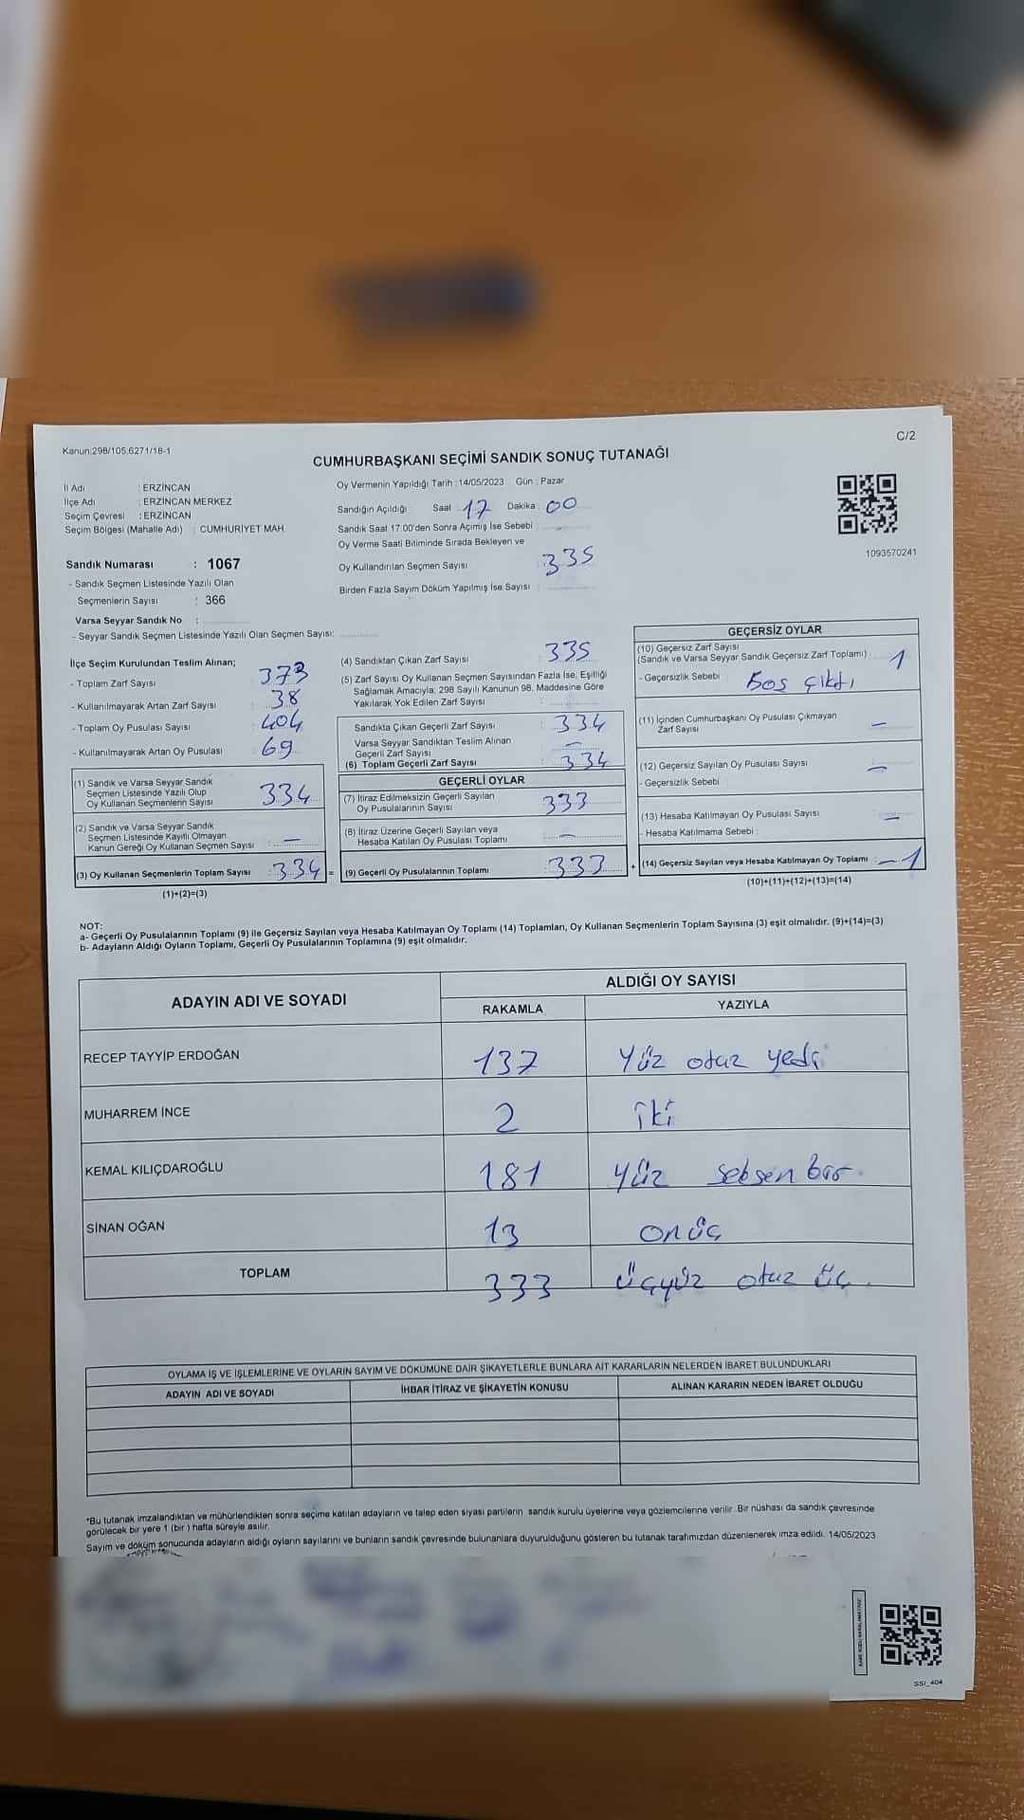 C/2
Kanun:298/105,6271/18-1
CUMHURBAŞKANI SEÇİMİ SANDIK SONUÇ TUTANAĞI
İl Adı : ERZİNCAN
İlçe Adı : ERZİNCAN MERKEZ
Seçim Çevresi : ERZİNCAN
Seçim Bölgesi (Mahalle Adı) : CUMHURİYET MAH
Sandık Numarası : 1067
- Sandık Seçmen Listesinde Yazılı Olan
Seçmenlerin Sayısı : 366
Varsa Seyyar Sandık No :
- Seyyar Sandık Seçmen Listesinde Yazılı Olan Seçmen Sayısı:
Oy Vermenin Yapıldığı Tarih :14/05/2023 Gün : Pazar
Sandığın Açıldığı Saat : 17 Dakika : 00
Sandık Saat 17:00'den Sonra Açımış İse Sebebi :
Oy Verme Saati Bitiminde Sırada Bekleyen ve
Oy Kullandırılan Seçmen Sayısı : 335
Birden Fazla Sayım Döküm Yapılmış İse Sayısı :
1093570241
İlçe Seçim Kurulundan Teslim Alınan;
- Toplam Zarf Sayısı : 373
- Kullanılmayarak Artan Zarf Sayısı : 38
- Toplam Oy Pusulası Sayısı : 404
- Kullanılmayarak Artan Oy Pusulası : 69
(1) Sandık ve Varsa Seyyar Sandık
Seçmen Listesinde Yazılı Olup
Oy Kullanan Seçmenlerin Sayısı : 334
(2) Sandık ve Varsa Seyyar Sandık
Seçmen Listesinde Kayıtlı Olmayan
Kanun Gereği Oy Kullanan Seçmen Sayısı : —
(3) Oy Kullanan Seçmenlerin Toplam Sayısı : 334 =
(1)+(2)=(3)
(4) Sandıktan Çıkan Zarf Sayısı : 335
(5) Zarf Sayısı Oy Kullanan Seçmen Sayısından Fazla İse, Eşitliği
Sağlamak Amacıyla; 298 Sayılı Kanunun 98. Maddesine Göre
Yakılarak Yok Edilen Zarf Sayısı :
Sandıkta Çıkan Geçerli Zarf Sayısı : 334
Varsa Seyyar Sandıktan Teslim Alınan
Geçerli Zarf Sayısı : —
(6) Toplam Geçerli Zarf Sayısı : 334
GEÇERLİ OYLAR
(7) İtiraz Edilmeksizin Geçerli Sayılan
Oy Pusulalarının Sayısı : 333
(8) İtiraz Üzerine Geçerli Sayılan veya
Hesaba Katılan Oy Pusulası Toplamı : —
(9) Geçerli Oy Pusulalarının Toplamı : 333 +
GEÇERSİZ OYLAR
(10) Geçersiz Zarf Sayısı
(Sandık ve Varsa Seyyar Sandık Geçersiz Zarf Toplamı) : 1
- Geçersizlik Sebebi : Boş çıktı
(11) İçinden Cumhurbaşkanı Oy Pusulası Çıkmayan
Zarf Sayısı : —
(12) Geçersiz Sayılan Oy Pusulası Sayısı : —
- Geçersizlik Sebebi :
(13) Hesaba Katılmayan Oy Pusulası Sayısı : —
- Hesaba Katılmama Sebebi :
(14) Geçersiz Sayılan veya Hesaba Katılmayan Oy Toplamı : —1
(10)+(11)+(12)+(13)=(14)
NOT:
a- Geçerli Oy Pusulalarının Toplamı (9) ile Geçersiz Sayılan veya Hesaba Katılmayan Oy Toplamı (14) Toplamları, Oy Kullanan Seçmenlerin Toplam Sayısına (3) eşit olmalıdır. (9)+(14)=(3)
b- Adayların Aldığı Oyların Toplamı, Geçerli Oy Pusulalarının Toplamına (9) eşit olmalıdır.
ADAYIN ADI VE SOYADI ALDIĞI OY SAYISI
RAKAMLA YAZIYLA
RECEP TAYYİP ERDOĞAN 137 Yüz otuz yedi
MUHARREM İNCE 2 iki
KEMAL KILIÇDAROĞLU 181 yüz seksen bir
SİNAN OĞAN 13 onüç
TOPLAM 333 üçyüz otuz üç
OYLAMA İŞ VE İŞLEMLERİNE VE OYLARIN SAYIM VE DÖKÜMÜNE DAİR ŞİKAYETLERLE BUNLARA AİT KARARLARIN NELERDEN İBARET BULUNDUKLARI
ADAYIN ADI VE SOYADI İHBAR İTİRAZ VE ŞİKAYETİN KONUSU ALINAN KARARIN NEDEN İBARET OLDUĞU
*Bu tutanak imzalandıktan ve mühürlendikten sonra seçime katılan adayların ve talep eden siyasi partilerin sandık kurulu üyelerine veya gözlemcilerine verilir. Bir nüshası da sandık çevresinde
görülecek bir yere 1 (bir ) hafta süreyle asılır.
Sayım ve döküm sonucunda adayların aldığı oyların sayılarını ve bunların sandık çevresinde bulunanlara duyurulduğunu gösteren bu tutanak tarafımızdan düzenlenerek imza edildi. 14/05/2023
SSI_404